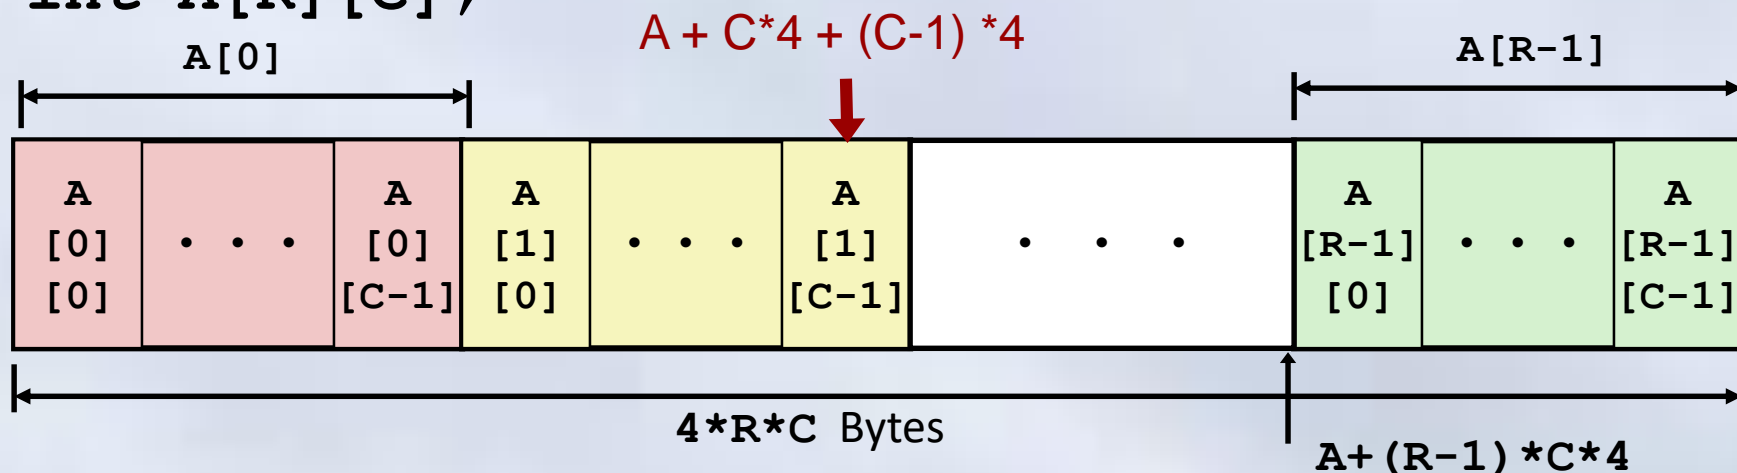 int A[R][C];
A[0]
A + C*4 + (C-1) *4
A[R-1]
A [0] [0]
• • •
A [0] [C-1]
A [1] [0]
• • •
A [1] [C-1]
• • •
A [R-1] [0]
• • •
A [R-1] [C-1]
4*R*C Bytes
A+(R-1)*C*4